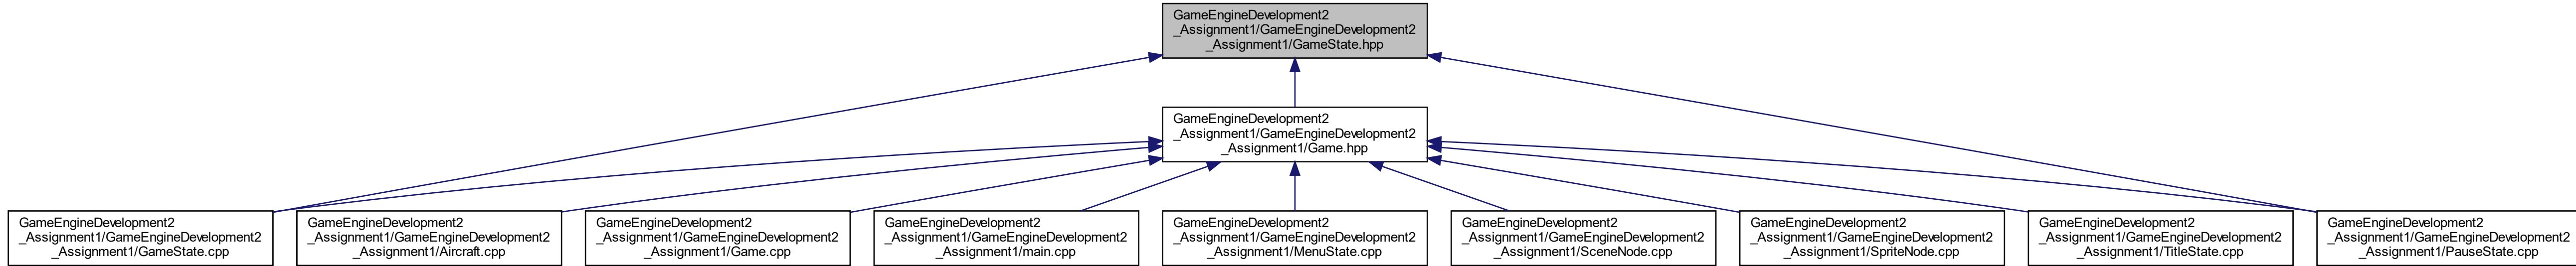 GameEngineDevelopment2
_Assignment1/GameEngineDevelopment2
_Assignment1/GameState.hpp
GameEngineDevelopment2
_Assignment1/GameEngineDevelopment2
_Assignment1/Game.hpp
GameEngineDevelopment2
_Assignment1/GameEngineDevelopment2
_Assignment1/GameState.cpp
GameEngineDevelopment2
_Assignment1/GameEngineDevelopment2
_Assignment1/Aircraft.cpp
GameEngineDevelopment2
_Assignment1/GameEngineDevelopment2
_Assignment1/Game.cpp
GameEngineDevelopment2
_Assignment1/GameEngineDevelopment2
_Assignment1/main.cpp
GameEngineDevelopment2
_Assignment1/GameEngineDevelopment2
_Assignment1/MenuState.cpp
GameEngineDevelopment2
_Assignment1/GameEngineDevelopment2
_Assignment1/SceneNode.cpp
GameEngineDevelopment2
_Assignment1/GameEngineDevelopment2
_Assignment1/SpriteNode.cpp
GameEngineDevelopment2
_Assignment1/GameEngineDevelopment2
_Assignment1/TitleState.cpp
GameEngineDevelopment2
_Assignment1/GameEngineDevelopment2
_Assignment1/PauseState.cpp